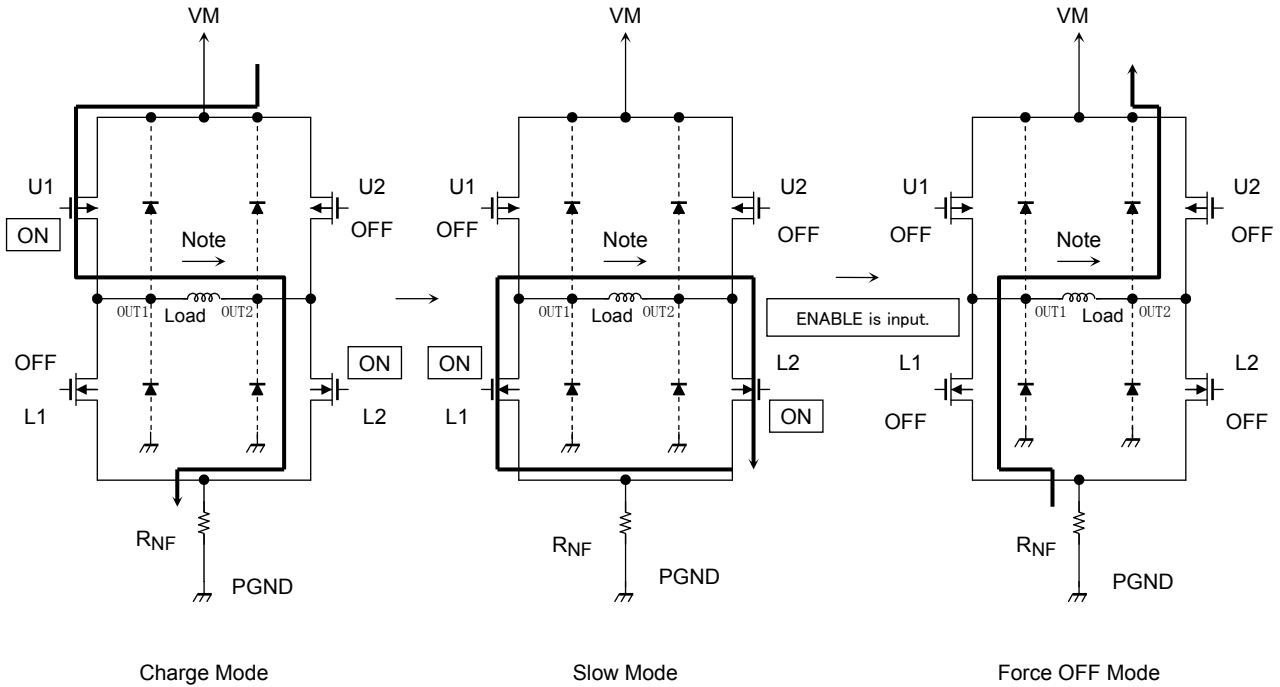 VM
U1
ON
U2
OFF
Note
OUT1
Load
OUT2
OFF
L1
ON
L2
RNF
PGND
Charge Mode
VM
U1
OFF
U2
OFF
Note
OUT1
Load
OUT2
ON
L1
L2
ON
RNF
PGND
Slow Mode
ENABLE is input.
VM
U1
OFF
U2
OFF
Note
OUT1
Load
OUT2
L1
OFF
L2
OFF
RNF
PGND
Force OFF Mode